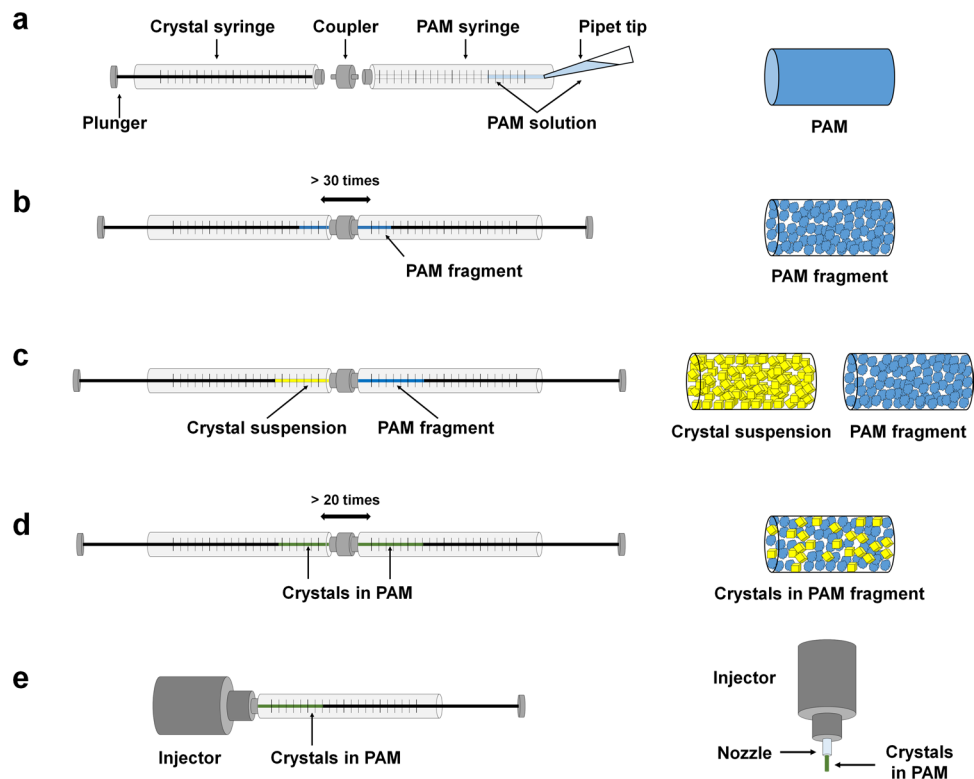 a
Crystal syringe
Coupler
PAM syringe
Pipet tip
Plunger
PAM solution
PAM
b
> 30 times
PAM fragment
PAM fragment
c
Crystal suspension
PAM fragment
Crystal suspension
PAM fragment
d
> 20 times
Crystals in PAM
Crystals in PAM fragment
e
Injector
Crystals in PAM
Injector
Nozzle
Crystals
in PAM